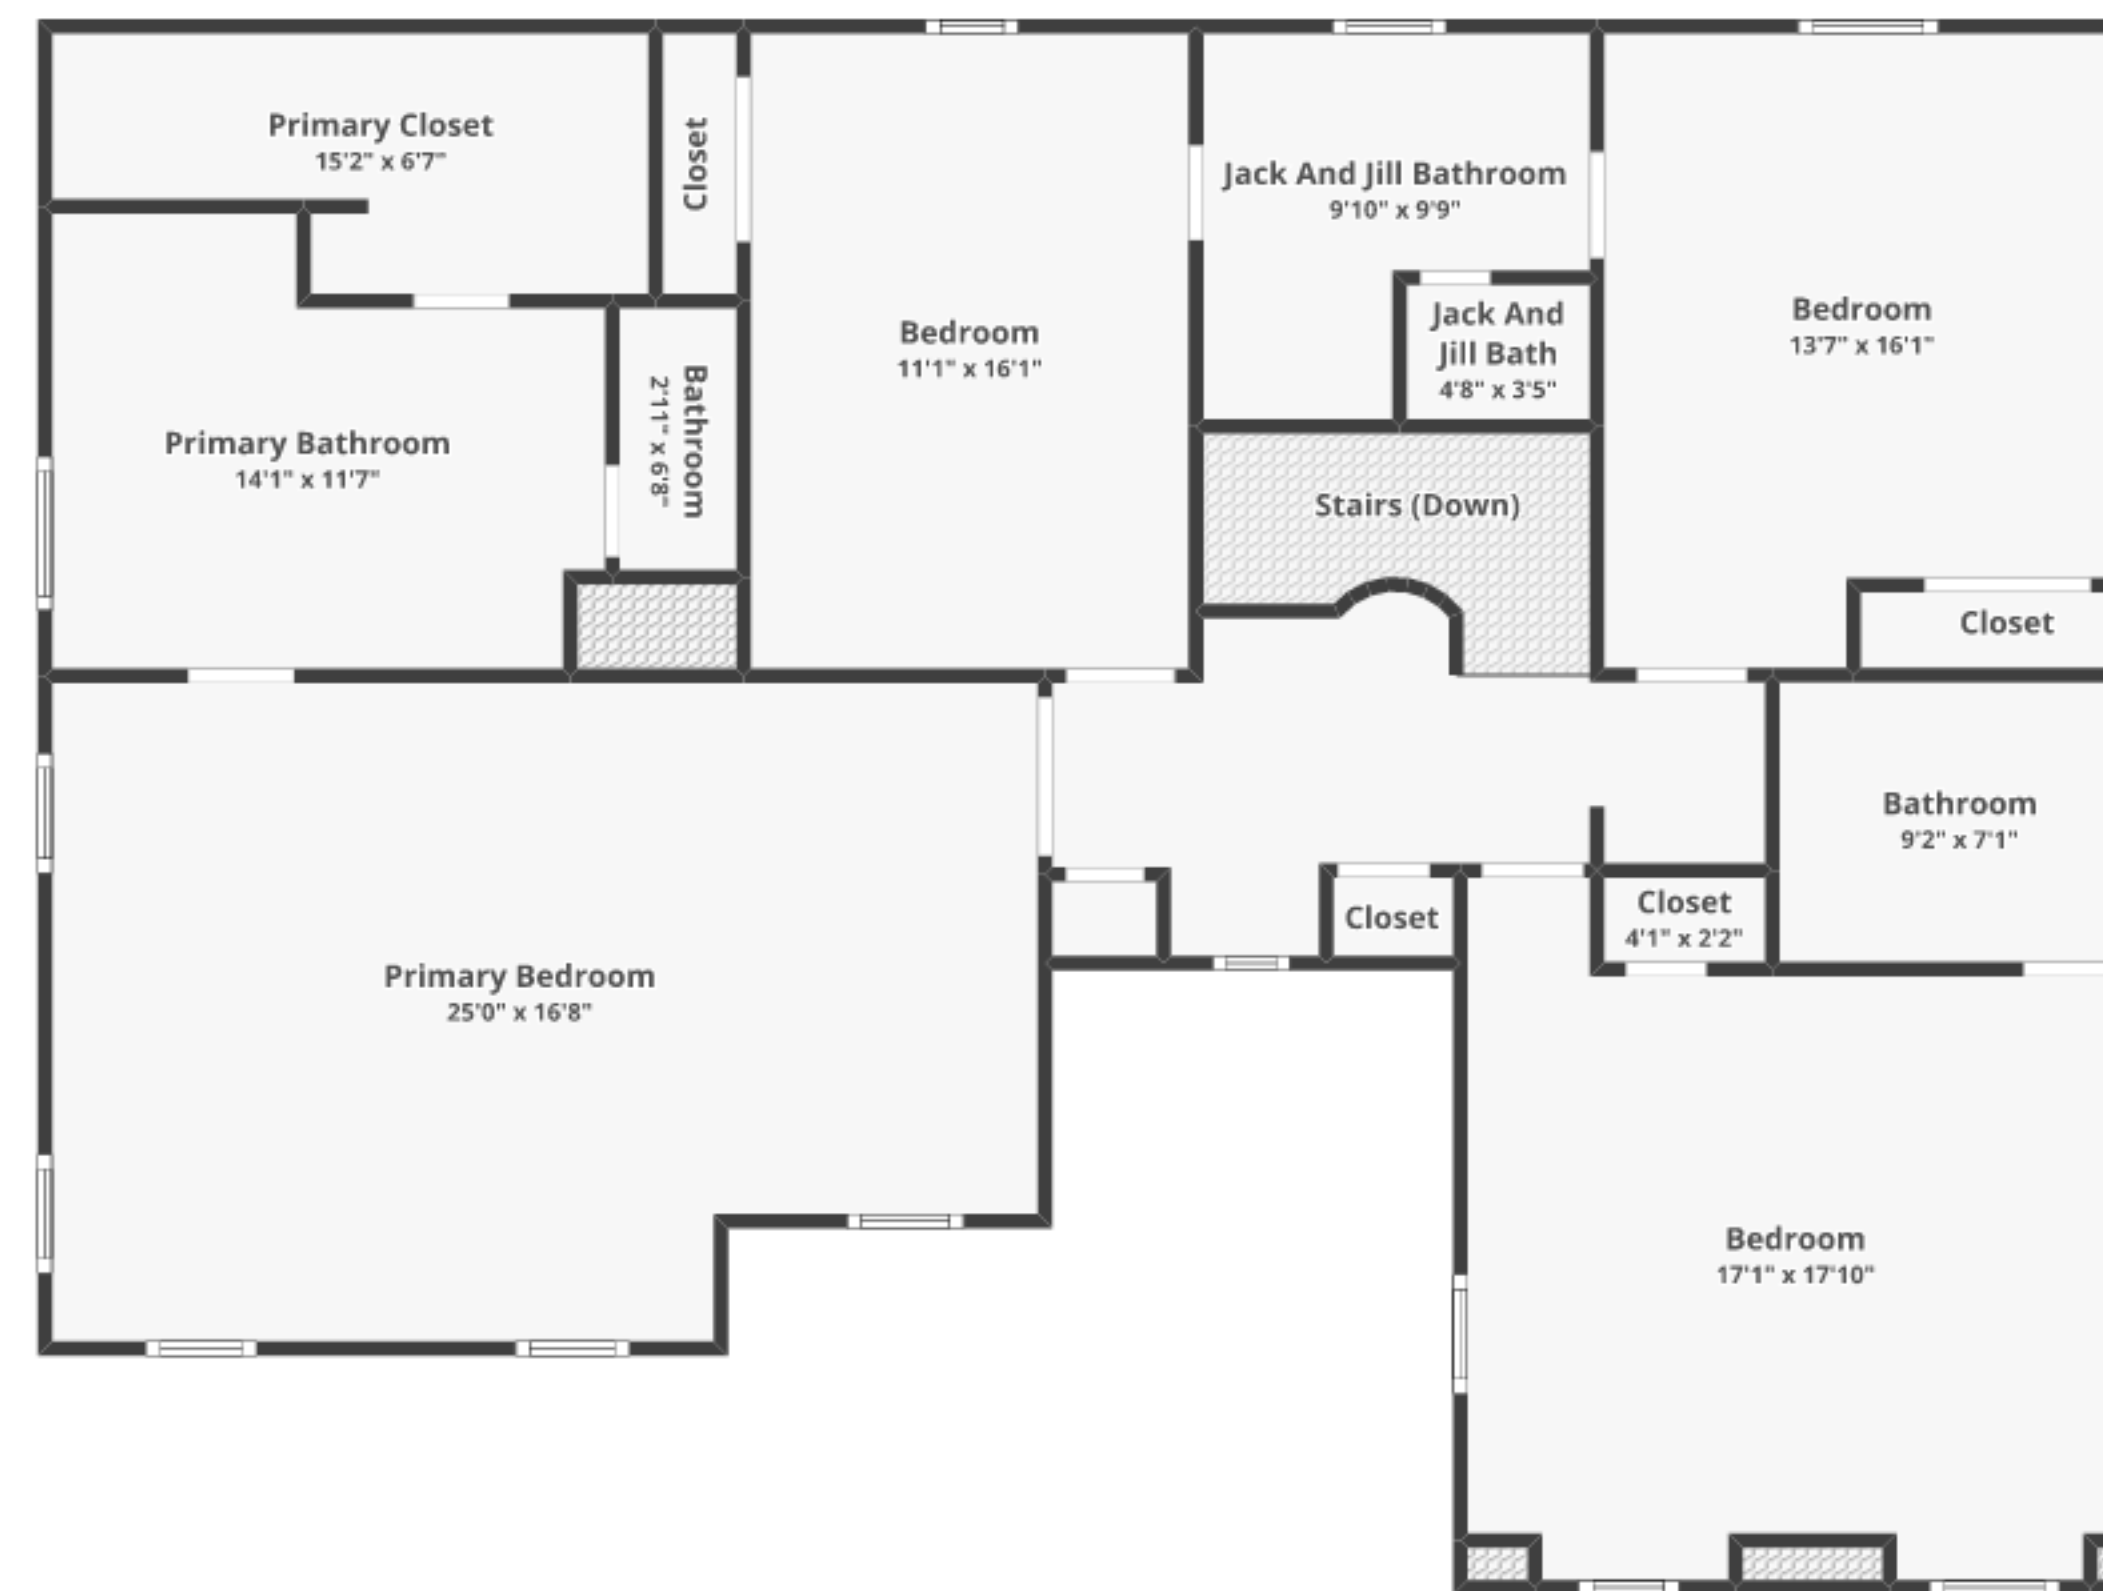 Primary Closet
15'2" x 6'7"
Closet
Bedroom
11'1" x 16'1"
Jack And Jill Bathroom
9'10" x 9'9"
Jack And
Jill Bath
4'8" x 3'5"
Bedroom
13'7" x 16'1"
Primary Bathroom
14'1" x 11'7"
Bathroom
2'11" x 6'8"
Stairs (Down)
Closet
Bathroom
9'2" x 7'1"
Closet
Closet
4'1" x 2'2"
Primary Bedroom
25'0" x 16'8"
Bedroom
17'1" x 17'10"